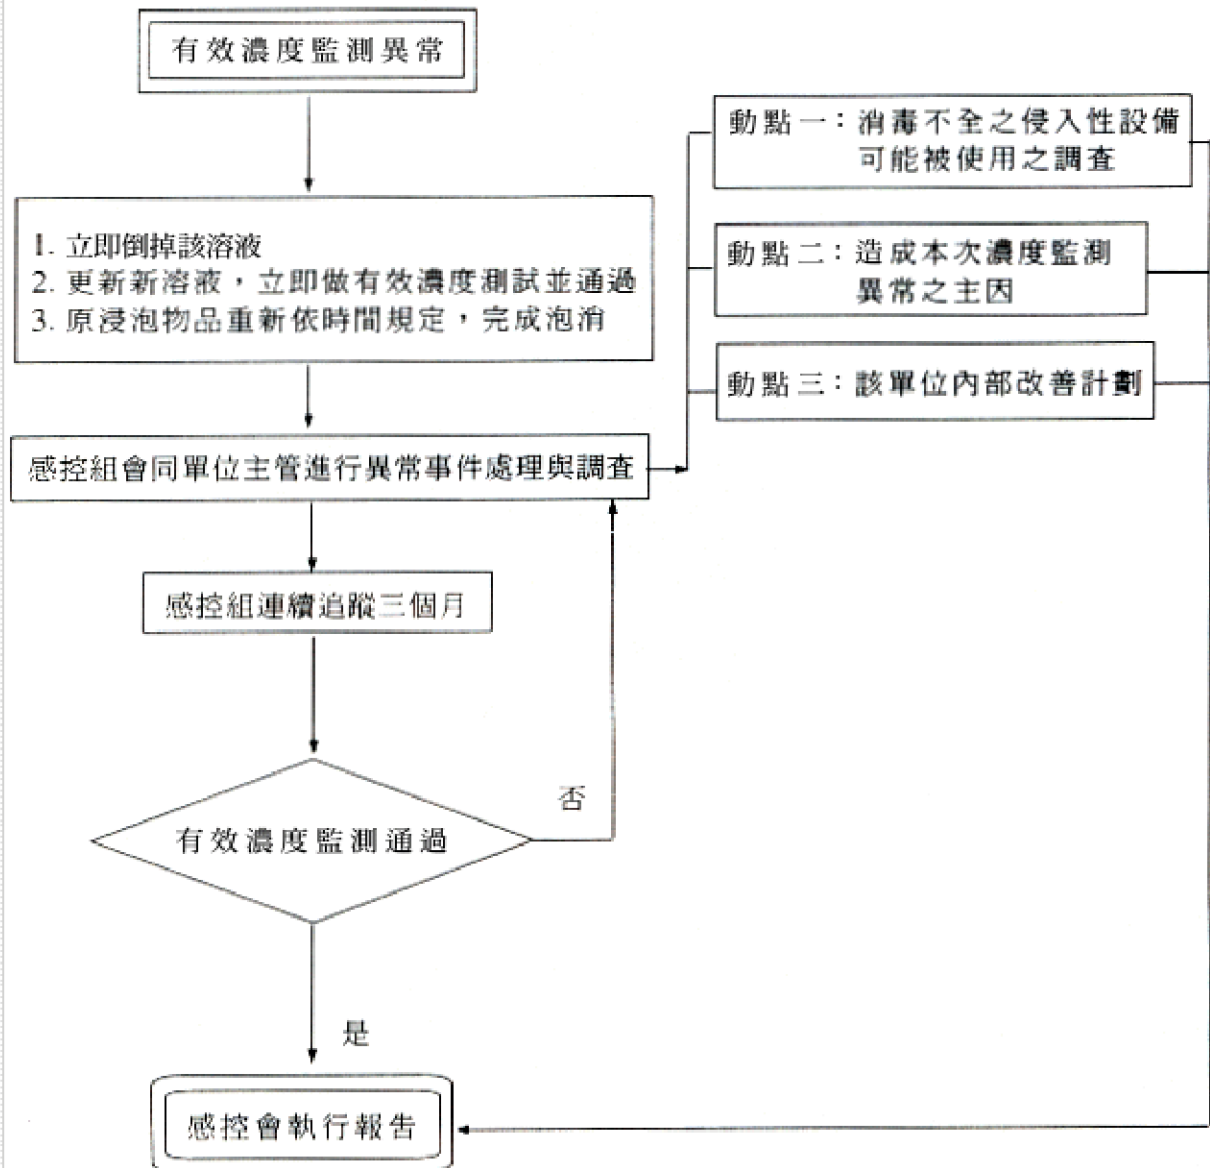 有效濃度監測異常
1. 立即倒掉該溶液
2. 更新新溶液，立即做有效濃度測試並通過
3. 原浸泡物品重新依時間規定，完成泡消
感控組會同單位主管進行異常事件處理與調查
動點一：消毒不全之侵入性設備
可能被使用之調查
動點二：造成本次濃度監測
異常之主因
動點三：該單位內部改善計劃
感控組連續追蹤三個月
有效濃度監測通過
否
是
感控會執行報告